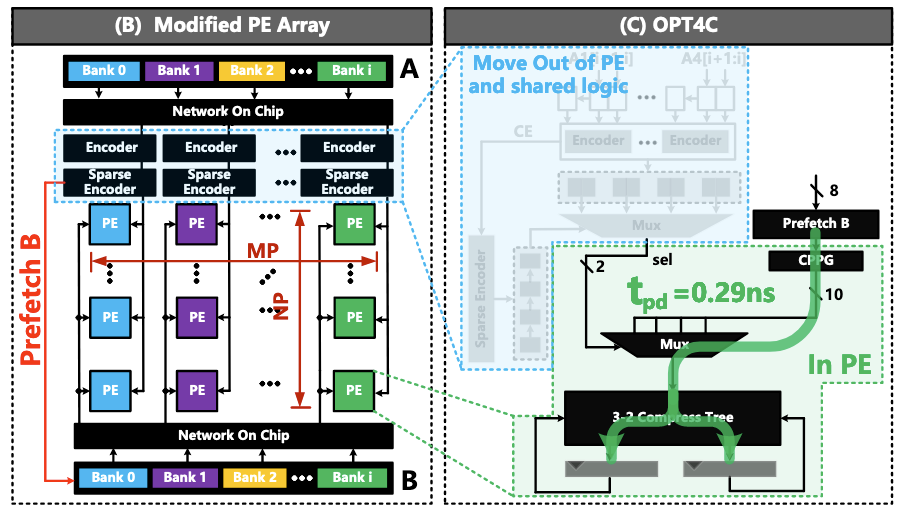 (B) Modified PE Array
Bank 0 Bank 1 Bank 2 Bank i A
Network On Chip
Encoder Encoder Encoder
Sparse Encoder Sparse Encoder Sparse Encoder
PE PE PE
MP
NP
PE PE PE
PE PE PE
Prefetch B
Network On Chip
Bank 0 Bank 1 Bank 2 Bank i B
(C) OPT4C
Move Out of PE
and shared logic
A4[i+1:i]
CE
Encoder Encoder
8
Prefetch B
Mux
CPPG
sel
2
Sparse Encoder
tpd =0.29ns
10
Mux
In PE
3-2 Compress Tree